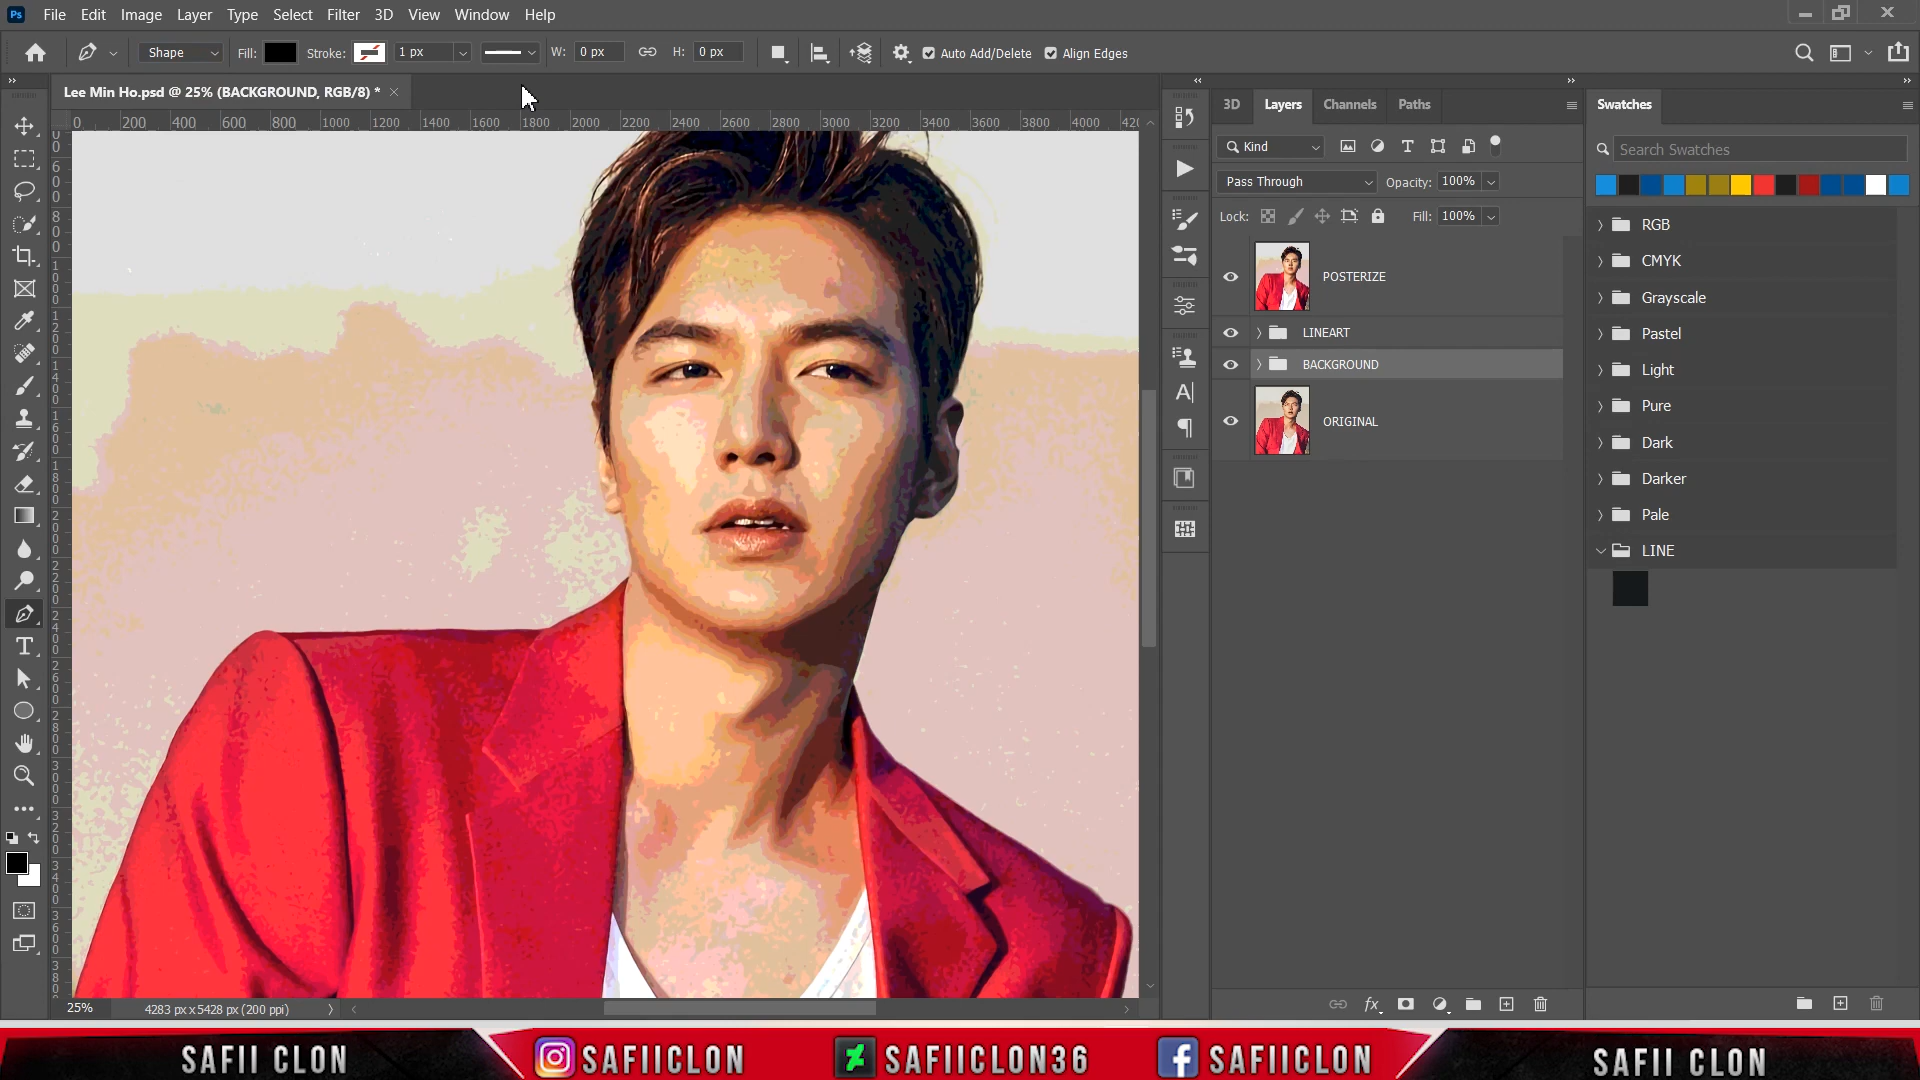 Ps File Edit Image Layer Type Select Filter 3D View Window Help
Shape Fill: Stroke: 1 px W: 0 px H: 0 px Auto Add/Delete Align Edges
Lee Min Ho.psd @ 25% (BACKGROUND, RGB/8) *
0 200 400 600 800 1000 1200 1400 1600 1800 2000 2200 2400 2600 2800 3000 3200 3400 3600 3800 4000
3D Layers Channels Paths
Kind
Pass Through Opacity: 100%
Lock: Fill: 100%
POSTERIZE
LINEART
BACKGROUND
ORIGINAL
Swatches
Search Swatches
RGB
CMYK
Grayscale
Pastel
Light
Pure
Dark
Darker
Pale
LINE
25% 4283 px x 5428 px (200 ppi)
SAFII CLON SAFIICLON SAFIICLON36 SAFIICLON SAFII CLON